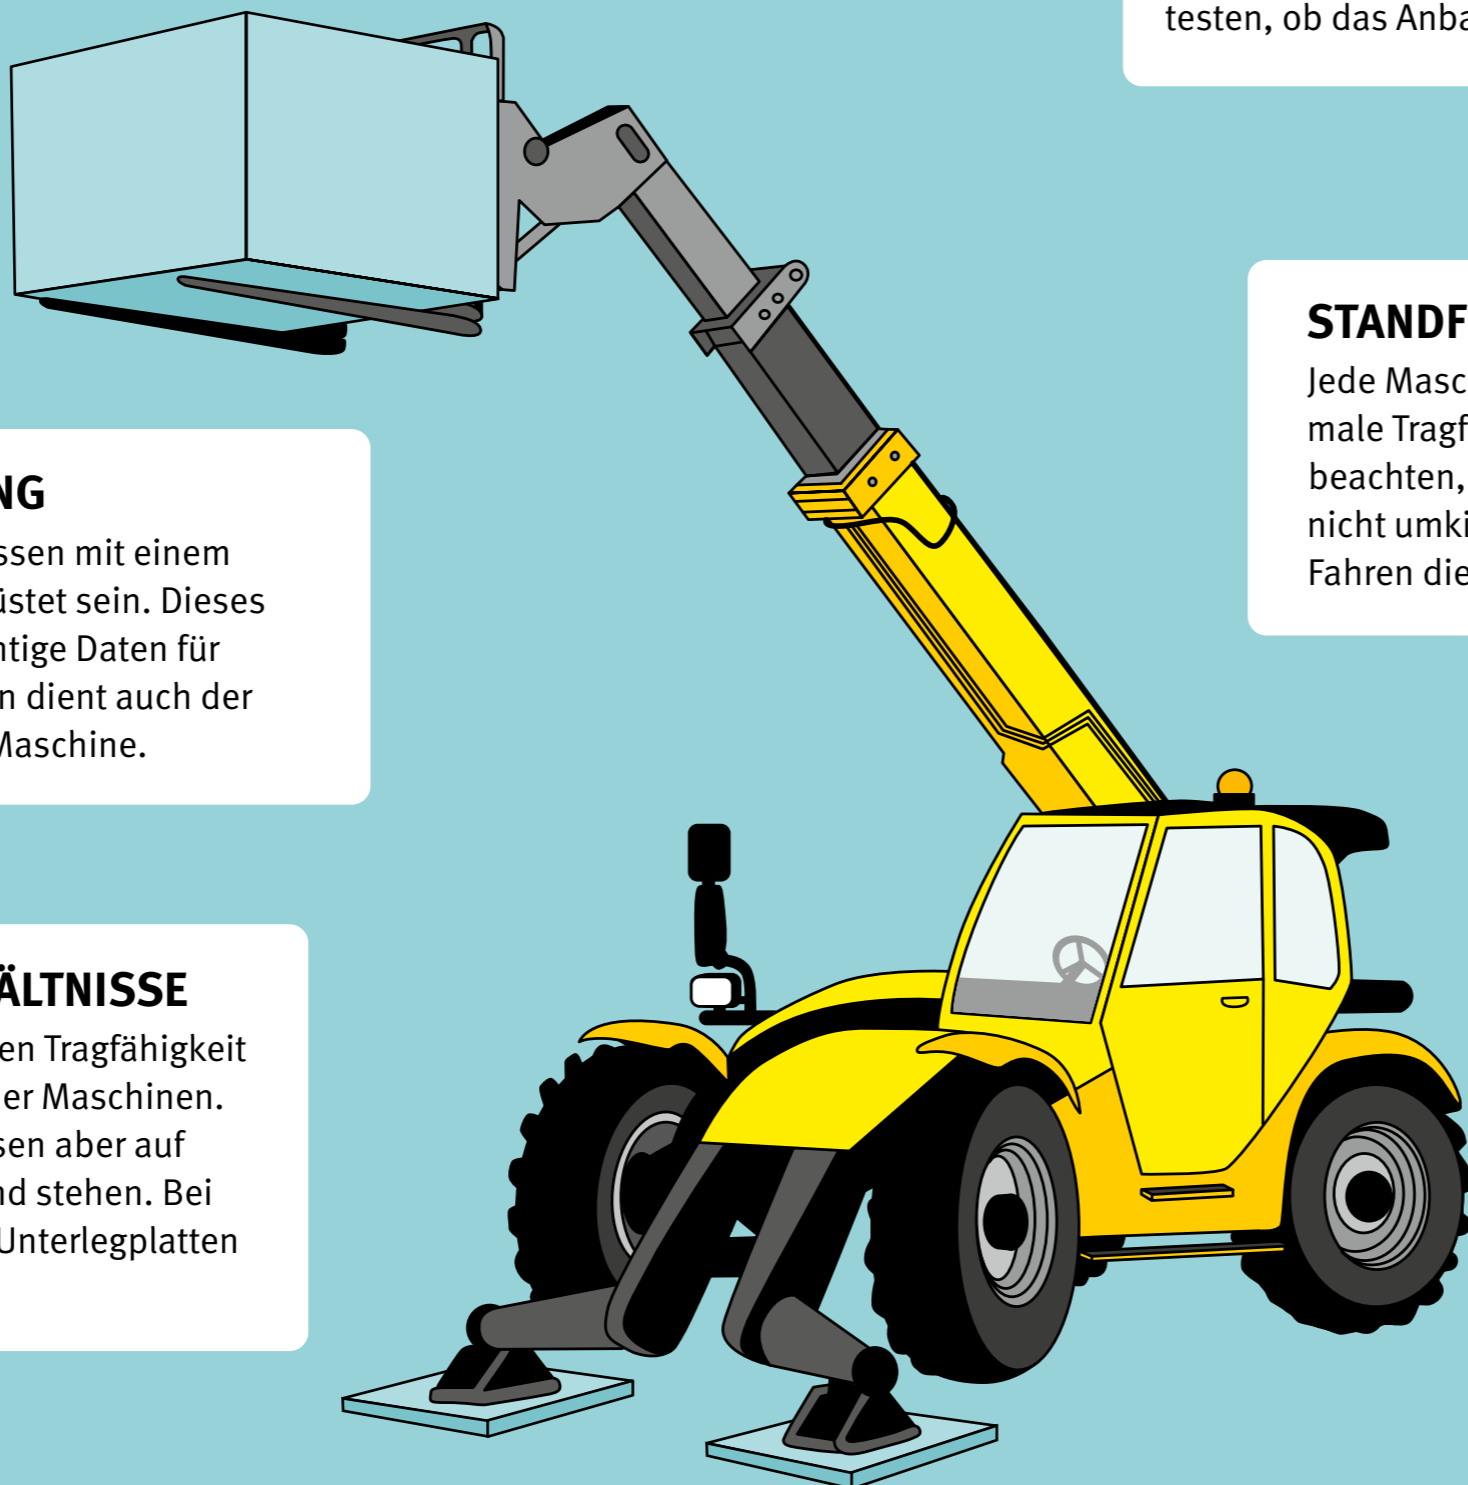 testen, ob das Anba
STANDF
Jede Masc
male Tragf
beachten,
nicht umki
Fahren die
NG
ssen mit einem
üstet sein. Dieses
htige Daten für
n dient auch der
Maschine.
ÄLTNISSE
en Tragfähigkeit
er Maschinen.
sen aber auf
nd stehen. Bei
Unterlegplatten